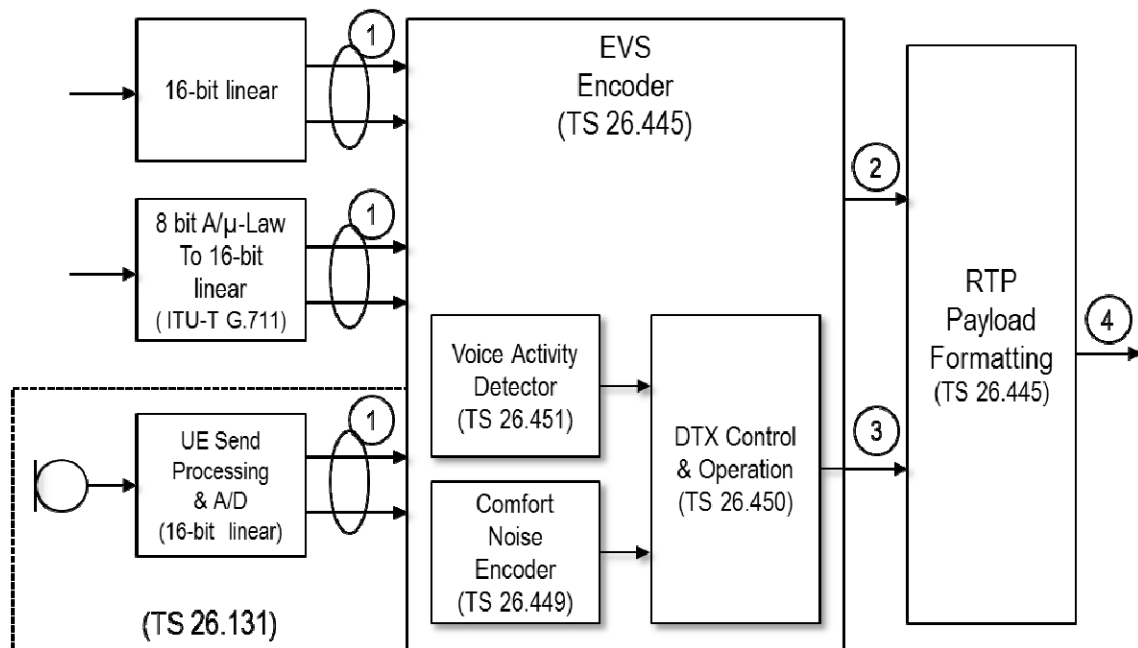 1
16-bit linear
EVS
Encoder
(TS 26.445)
2
1
8 bit A/μ-Law
To 16-bit
linear
( ITU-T G.711)
RTP
Payload
Formatting
(TS 26.445)
4
Voice Activity
Detector
(TS 26.451)
1
UE Send
Processing
& A/D
(16-bit linear)
DTX Control
& Operation
(TS 26.450)
3
Comfort
Noise
Encoder
(TS 26.449)
(TS 26.131)